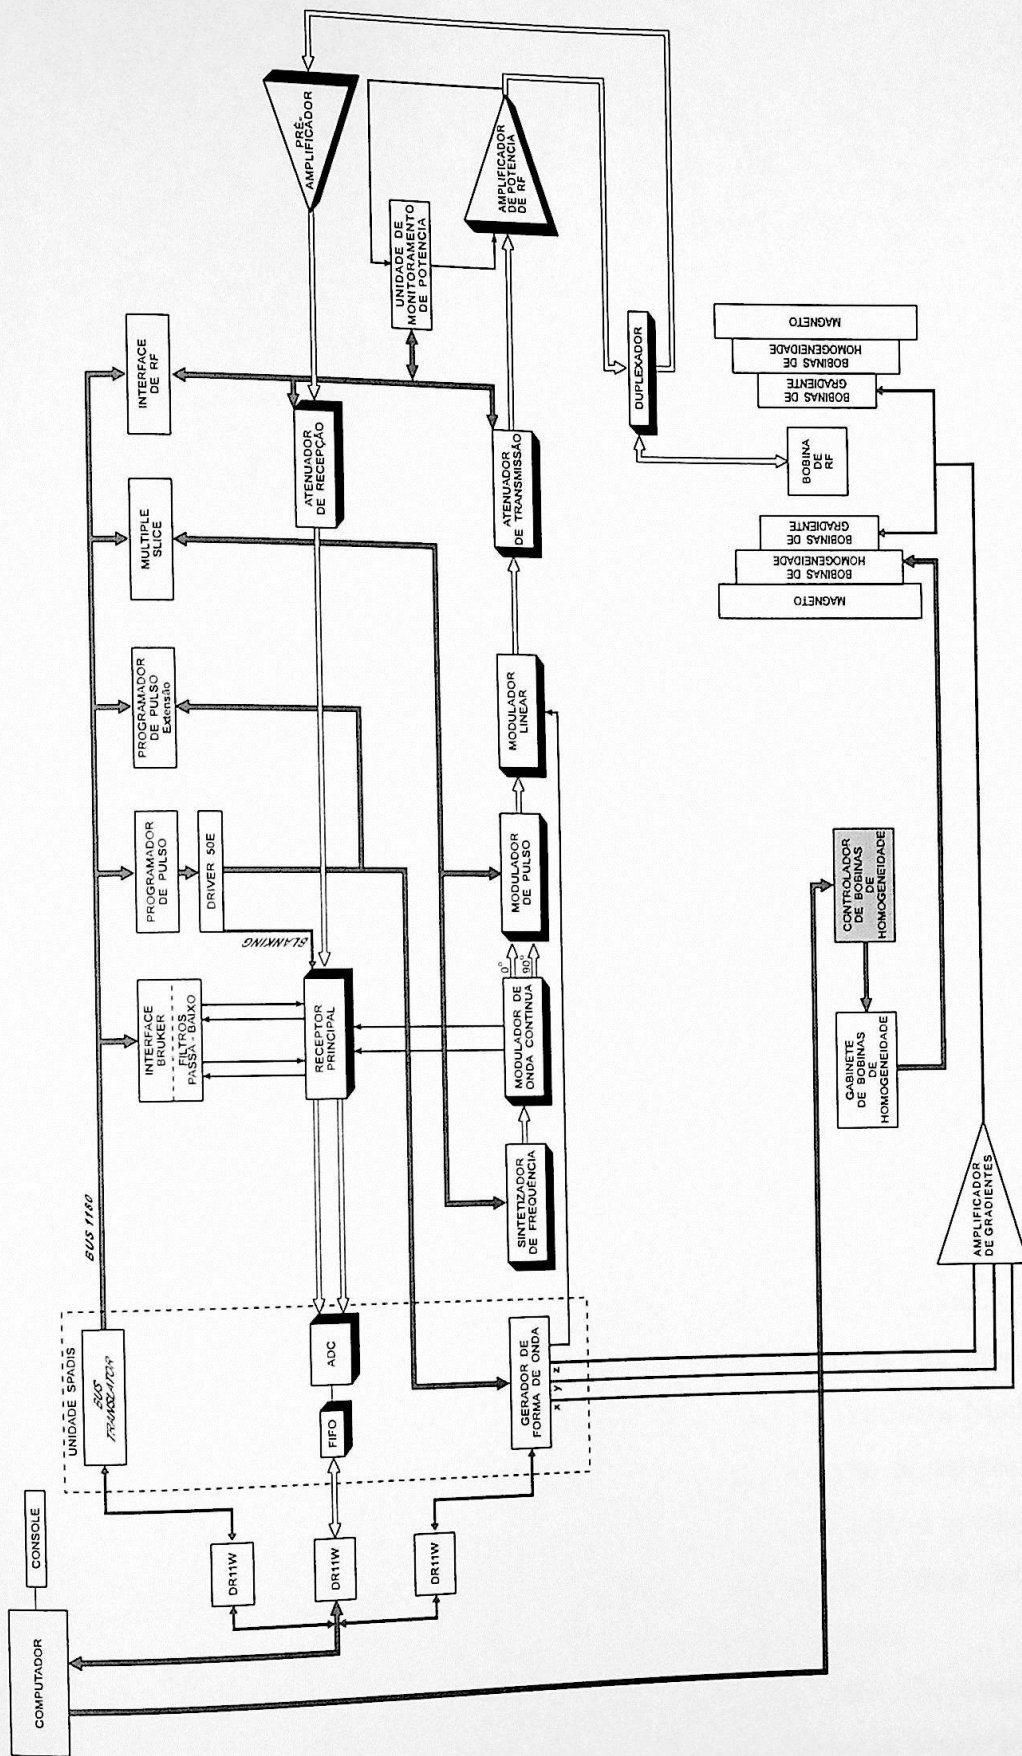 COMPUTADOR
CONSOLE
DR11W
DR11W
DR11W
UNIDADE SPADIS
BUS
TRANSLATOR
FIFO
ADC
GERADOR DE
FORMA DE ONDA
x
y
z
BUS 1180
INTERFACE
BRUKER
FILTROS
PASSA-BAIXO
PROGRAMADOR
DE PULSO
DRIVER 50E
BLANKING
PROGRAMADOR
DE PULSO
Extensão
MULTIPLE
SLICE
INTERFACE
DE RF
RECEPTOR
PRINCIPAL
ATENUADOR
DE RECEPÇÃO
PRÉ-
AMPLIFICADOR
UNIDADE DE
MONITORAMENTO
DE POTENCIA
AMPLIFICADOR
DE POTENCIA
DE RF
SINTETIZADOR
DE FREQUÊNCIA
MODULADOR DE
ONDA CONTINUA
0°
90°
MODULADOR
DE PULSO
MODULADOR
LINEAR
ATENUADOR
DE TRANSMISSÃO
DUPLEXADOR
MAGNETO
BOBINAS DE
HOMOGENEIDADE
BOBINAS DE
GRADIENTE
BOBINA
DE
RF
BOBINAS DE
GRADIENTE
BOBINAS DE
HOMOGENEIDADE
MAGNETO
CONTROLADOR
DE BOBINAS
DE
HOMOGENEIDADE
GABINETE
DE BOBINAS
DE
HOMOGENEIDADE
AMPLIFICADOR
DE GRADIENTES